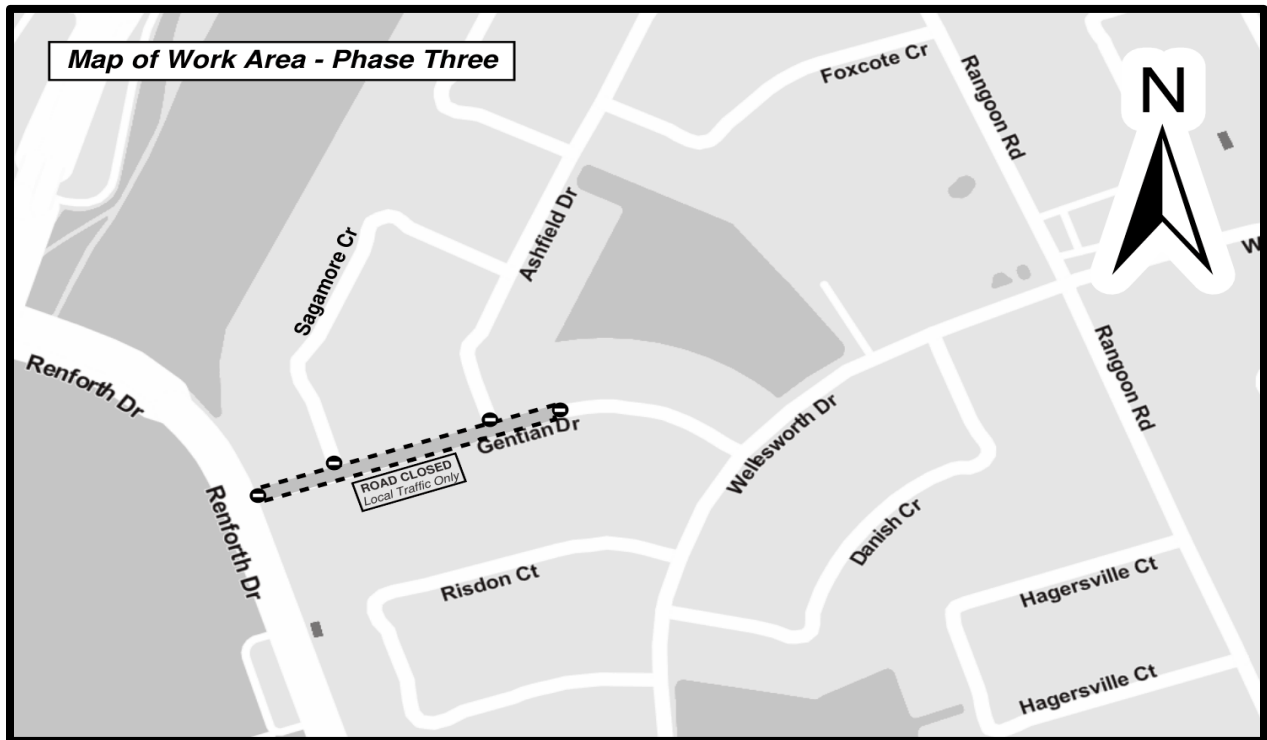 Map of Work Area - Phase Three
N
Foxcote Cr
Rangoon Rd
Ashfield Dr
Sagamore Cr
W
Renforth Dr
Rangoon Rd
Gentian Dr
Wellesworth Dr
ROAD CLOSED
Local Traffic Only
Renforth Dr
Danish Cr
Risdon Ct
Hagersville Ct
Hagersville Ct